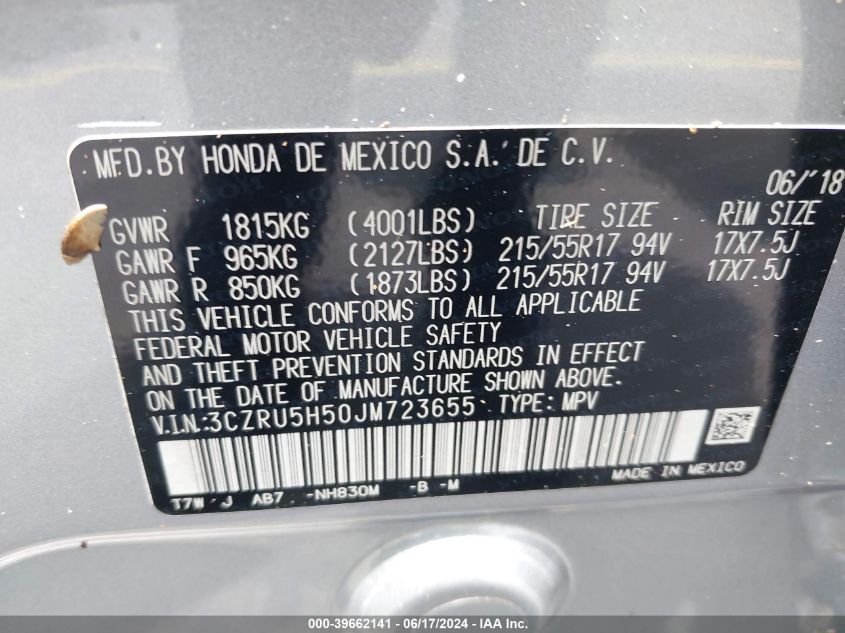 MFD.BY HONDA DE MEXICO S.A. DE C.V.
06/'18
GVWR 1815KG (4001LBS) TIRE SIZE RIM SIZE
GAWR F 965KG (2127LBS) 215/55R17 94V 17X7.5J
GAWR R 850KG (1873LBS) 215/55R17 94V 17X7.5J
THIS VEHICLE CONFORMS TO ALL APPLICABLE
FEDERAL MOTOR VEHICLE SAFETY
AND THEFT PREVENTION STANDARDS IN EFFECT
ON THE DATE OF MANUFACTURE SHOWN ABOVE.
V.I.N.:3CZRU5H50JM723655 TYPE: MPV
MADE IN MEXICO
T7W J AB7 -NH830M -B -M
000-39662141 - 06/17/2024 - IAA Inc.